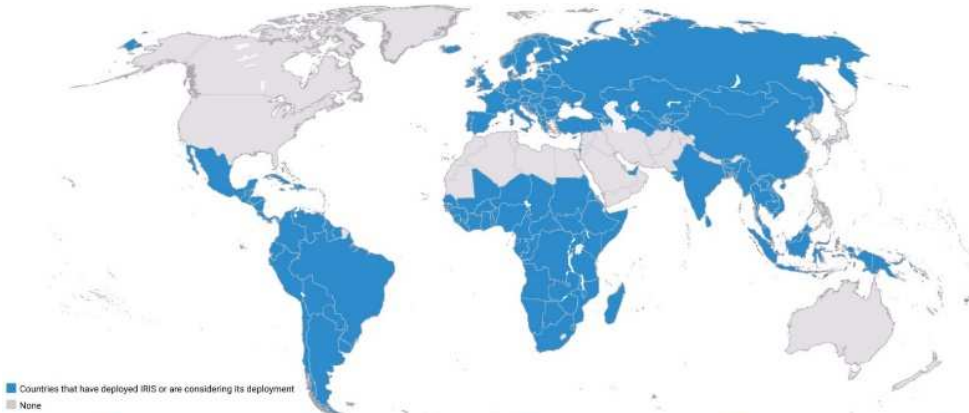 Countries that have deployed IRIS or are considering its deployment
None